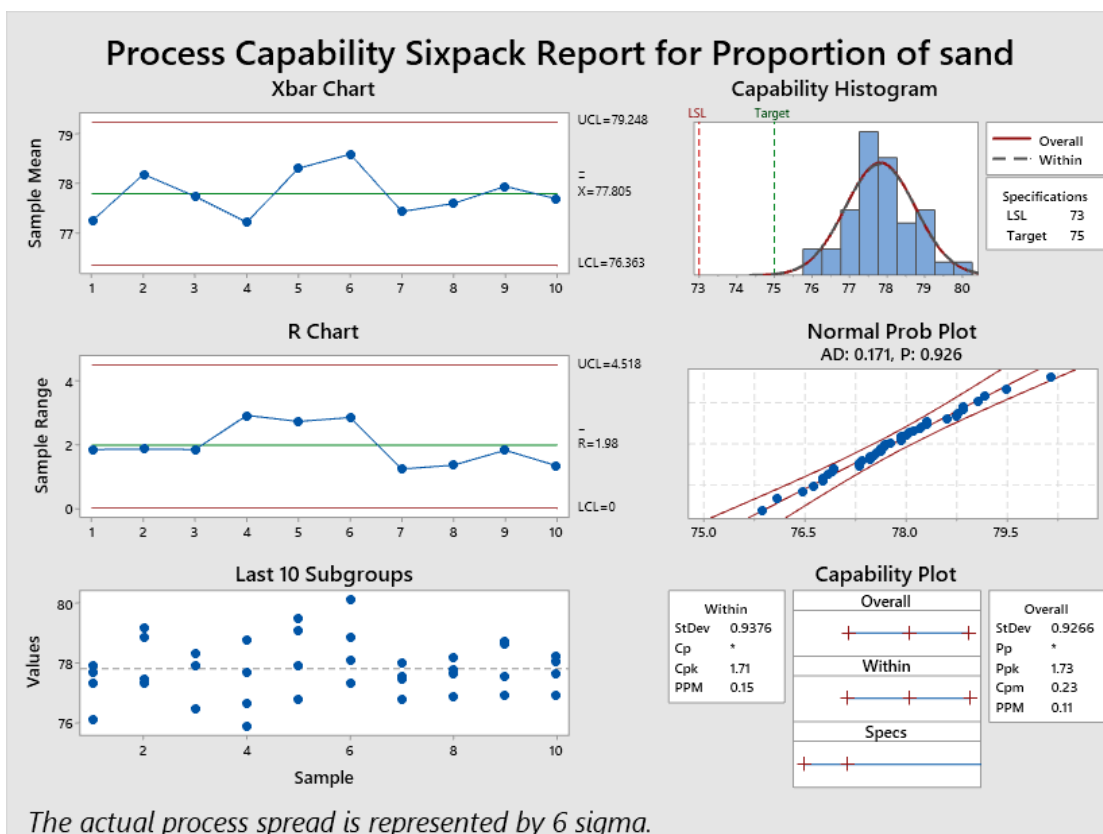 Process Capability Sixpack Report for Proportion of sand
Xbar Chart
Sample Mean
79
78
77
UCL=79.248
X=77.805
LCL=76.363
1 2 3 4 5 6 7 8 9 10
R Chart
Sample Range
4
2
0
UCL=4.518
R=1.98
LCL=0
1 2 3 4 5 6 7 8 9 10
Last 10 Subgroups
Values
80
78
76
2 4 6 8 10
Sample
Capability Histogram
LSL Target
73 74 75 76 77 78 79 80
Overall
Within
Specifications
LSL 73
Target 75
Normal Prob Plot
AD: 0.171, P: 0.926
75.0 76.5 78.0 79.5
Capability Plot
Within
StDev 0.9376
Cp *
Cpk 1.71
PPM 0.15
Overall
Within
Specs
Overall
StDev 0.9266
Pp *
Ppk 1.73
Cpm 0.23
PPM 0.11
The actual process spread is represented by 6 sigma.